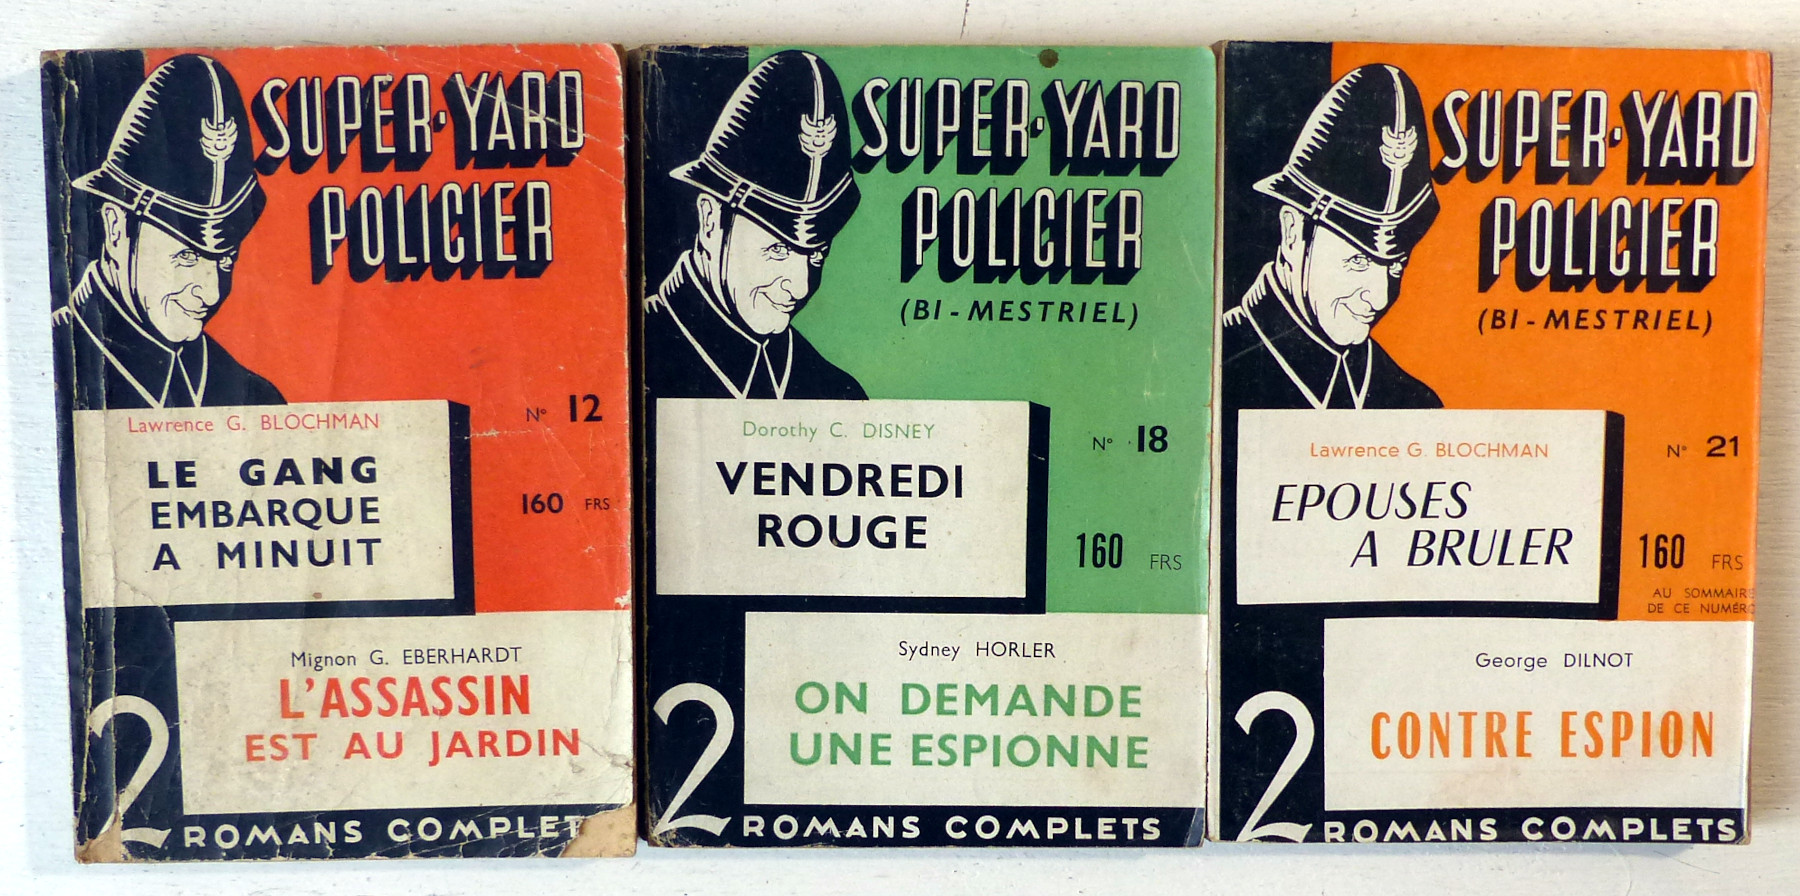 SUPER-YARD
POLICIER
N° 12
Lawrence G. BLOCHMAN
LE GANG
EMBARQUE
A MINUIT
160 FRS
Mignon G. EBERHARDT
L'ASSASSIN
EST AU JARDIN
2 ROMANS COMPLET
SUPER-YARD
POLICIER
(BI-MESTRIEL)
Dorothy C. DISNEY
N° 18
VENDREDI
ROUGE
160 FRS
Sydney HORLER
ON DEMANDE
UNE ESPIONNE
2 ROMANS COMPLETS
SUPER-YARD
POLICIER
(BI-MESTRIEL)
Lawrence G. BLOCHMAN
N° 21
EPOUSES
A BRULER
160 FRS
AU SOMMAIRE
DE CE NUMÉRO
George DILNOT
CONTRE ESPION
2 ROMANS COMPLETS